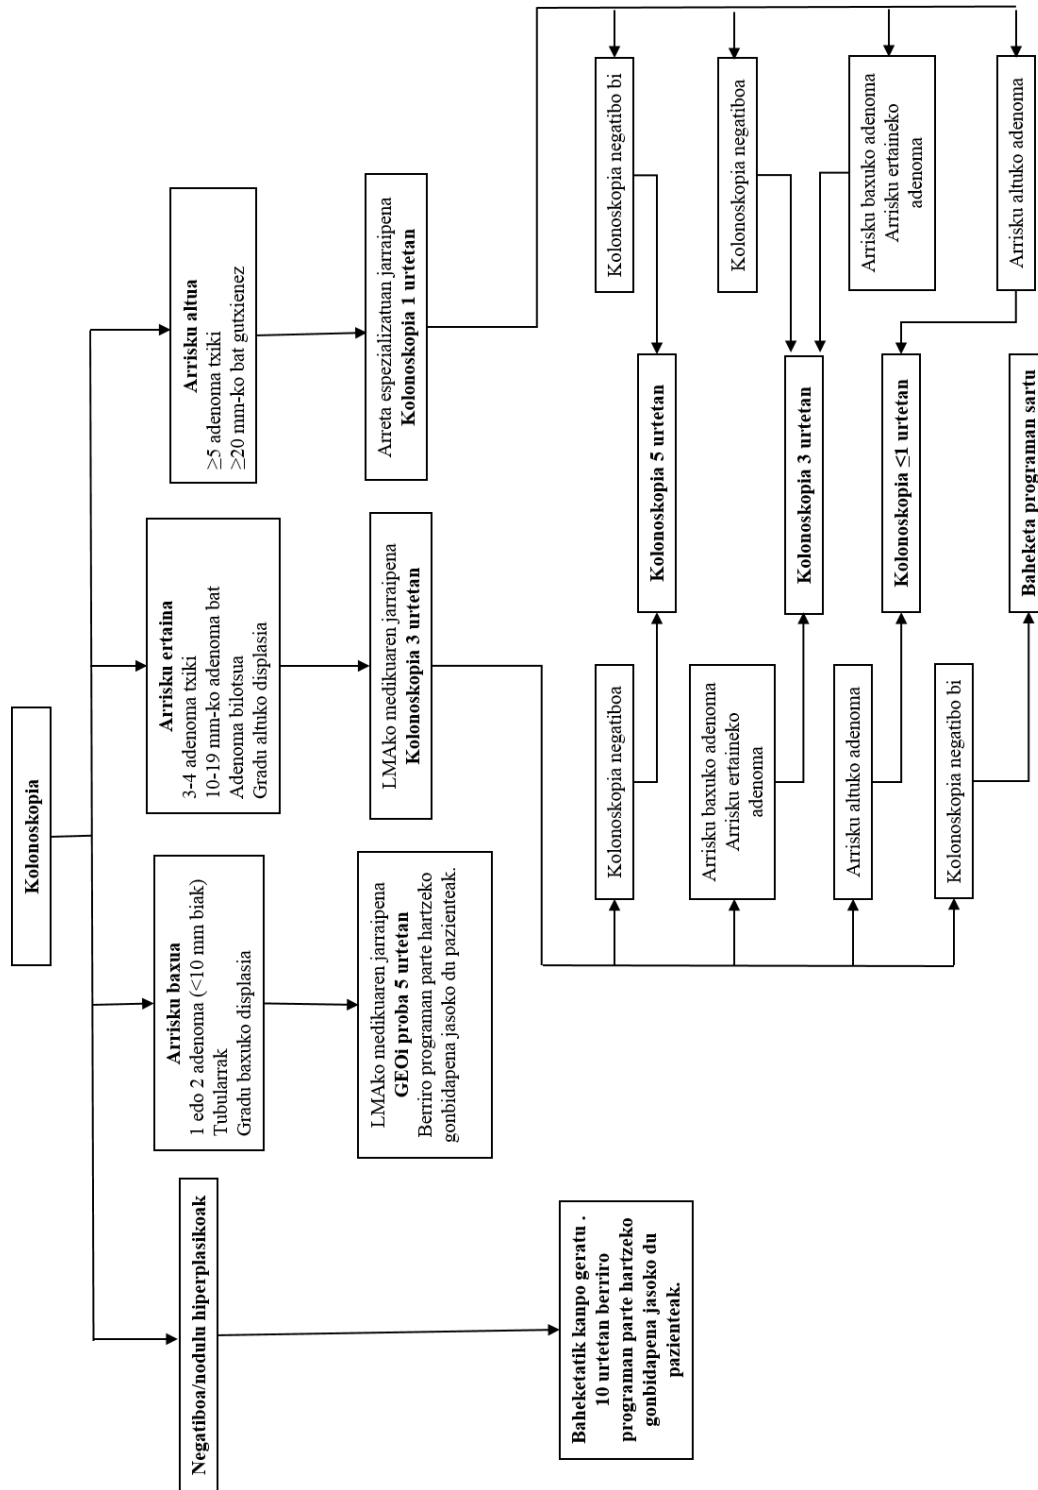 Kolonoskopia
Negatiboa/nodulu hiperplasikoak
Baheketatik kanpo geratu .
10 urtetan berriro
programan parte hartzeko
gonbidapena jasoko du
pazienteak.
Arrisku baxua
1 edo 2 adenoma (<10 mm biak)
Tubularrak
Gradu baxuko displasia
LMAko medikuaren jarraipena
GEOi proba 5 urtetan
Berriro programan parte hartzeko
gonbidapena jasoko du pazienteak.
Arrisku ertaina
3-4 adenoma txiki
10-19 mm-ko adenoma bat
Adenoma bilotsua
Gradu altuko displasia
LMAko medikuaren jarraipena
Kolonoskopia 3 urtetan
Arrisku altua
≥5 adenoma txiki
≥20 mm-ko bat gutxienez
Arreta espezializatuan jarraipena
Kolonoskopia 1 urtetan
Kolonoskopia negatiboa
Kolonoskopia 5 urtetan
Kolonoskopia negatibo bi
Arrisku baxuko adenoma
Arrisku ertaineko
adenoma
Kolonoskopia 3 urtetan
Kolonoskopia negatiboa
Arrisku altuko adenoma
Kolonoskopia ≤1 urtetan
Arrisku baxuko adenoma
Arrisku ertaineko
adenoma
Kolonoskopia negatibo bi
Baheketa programan sartu
Arrisku altuko adenoma